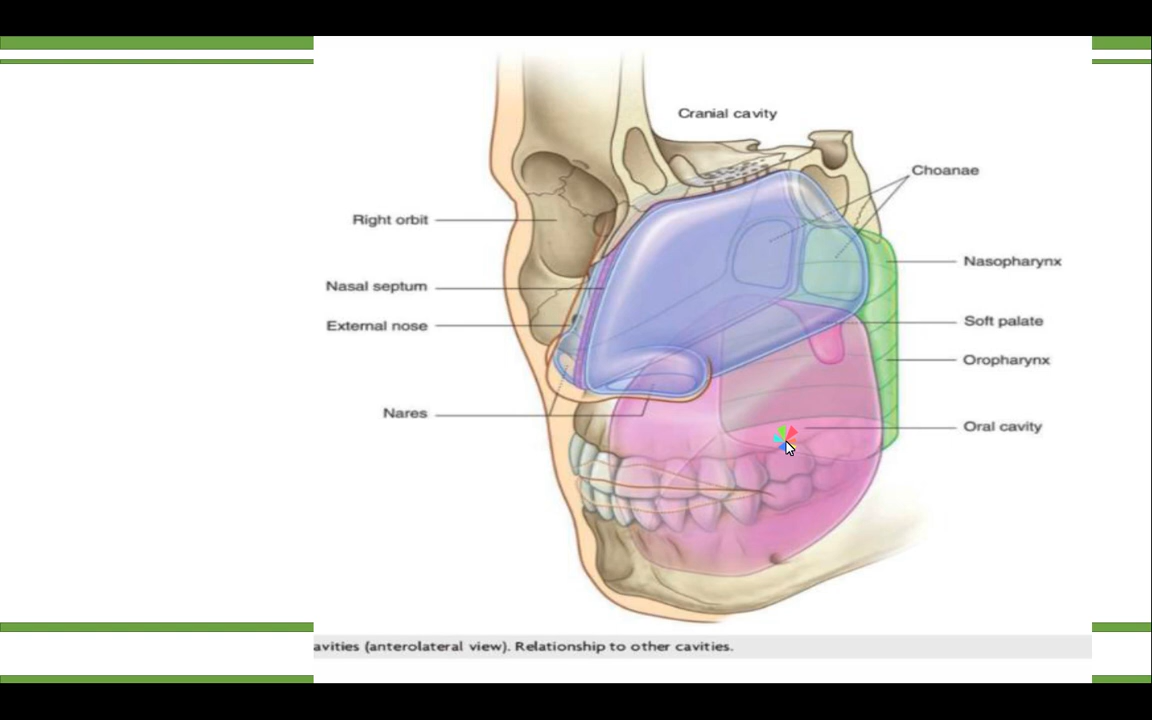 Cranial cavity
Choanae
Right orbit
Nasopharynx
Nasal septum
Soft palate
External nose
Oropharynx
Nares
Oral cavity
avities (anterolateral view). Relationship to other cavities.